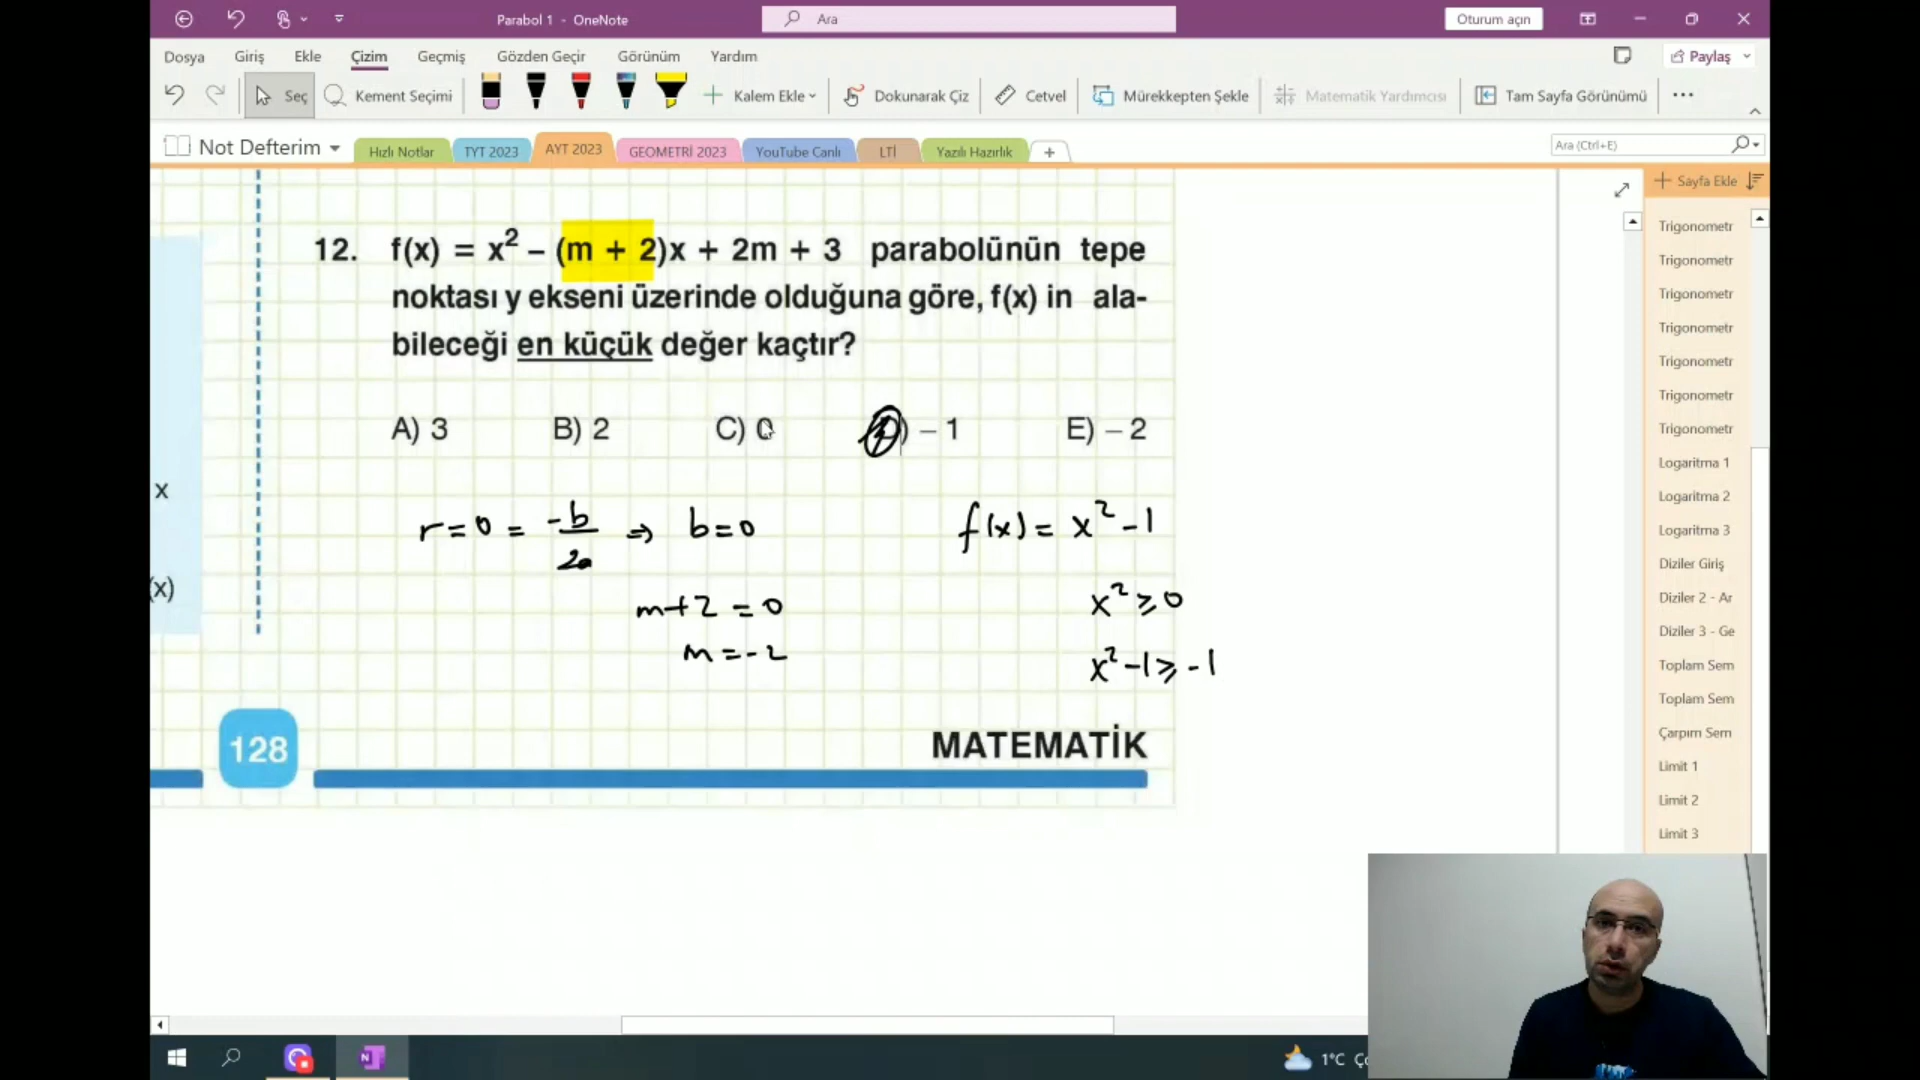 Parabol 1 - OneNote
Ara
Oturum açın
Dosya Giriş Ekle Çizim Geçmiş Gözden Geçir Görünüm Yardım
Paylaş
Seç
Kement Seçimi
Kalem Ekle
Dokunarak Çiz
Cetvel
Mürekkepten Şekle
Matematik Yardımcısı
Tam Sayfa Görünümü
Not Defterim
Hızlı Notlar
TYT 2023
AYT 2023
GEOMETRİ 2023
YouTube Canlı
LTİ
Yazılı Hazırlık
Ara (Ctrl+E)
Sayfa Ekle
12. f(x) = x² – (m + 2)x + 2m + 3 parabolünün tepe
noktası y ekseni üzerinde olduğuna göre, f(x) in ala-
bileceği en küçük değer kaçtır?
A) 3 B) 2 C) 0 D) – 1 E) – 2
x
(x)
r = 0 = -b/2a ⇒ b = 0
m+2 = 0
m = -2
f(x) = x² - 1
x² ⩾ 0
x² - 1 ⩾ -1
128
MATEMATİK
Trigonometr
Trigonometr
Trigonometr
Trigonometr
Trigonometr
Trigonometr
Trigonometr
Logaritma 1
Logaritma 2
Logaritma 3
Diziler Giriş
Diziler 2 - Ar
Diziler 3 - Ge
Toplam Sem
Toplam Sem
Çarpım Sem
Limit 1
Limit 2
Limit 3
1°C